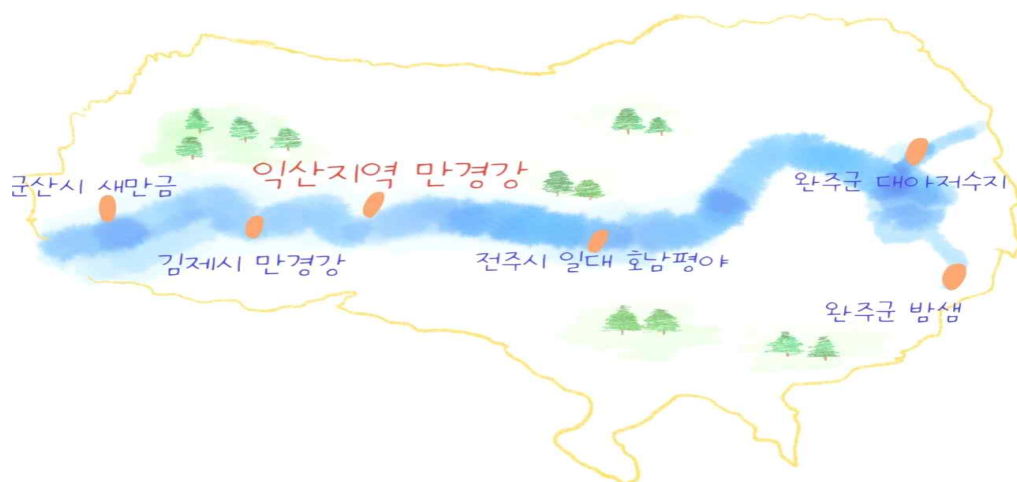 익산지역 만경강
군산시 새만금
완주군 대아저수지
김제시 만경강
전주시 일대 호남평야
완주군 밤샘